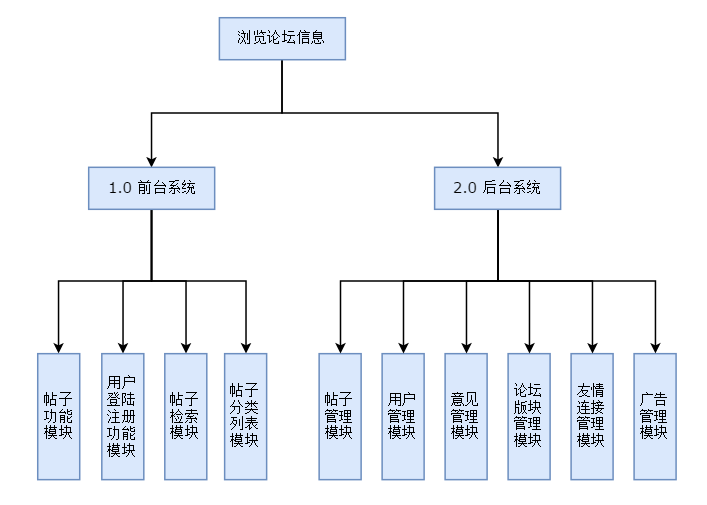 浏览论坛信息
1.0 前台系统
2.0 后台系统
帖子
功能
模块
用户
登陆
注册
功能
模块
帖子
检索
模块
帖子
分类
列表
模块
帖子
管理
模块
用户
管理
模块
意见
管理
模块
论坛
版块
管理
模块
友情
连接
管理
模块
广告
管理
模块